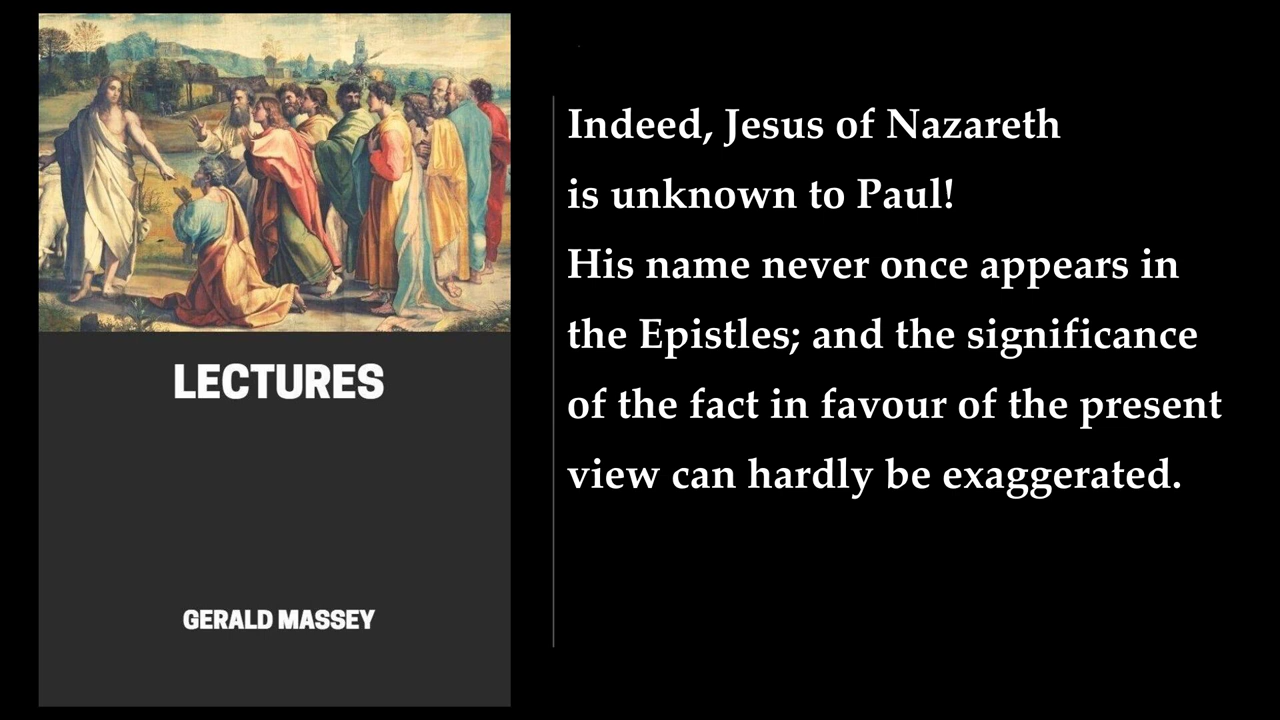 LECTURES
GERALD MASSEY
Indeed, Jesus of Nazareth
is unknown to Paul!
His name never once appears in
the Epistles; and the significance
of the fact in favour of the present
view can hardly be exaggerated.